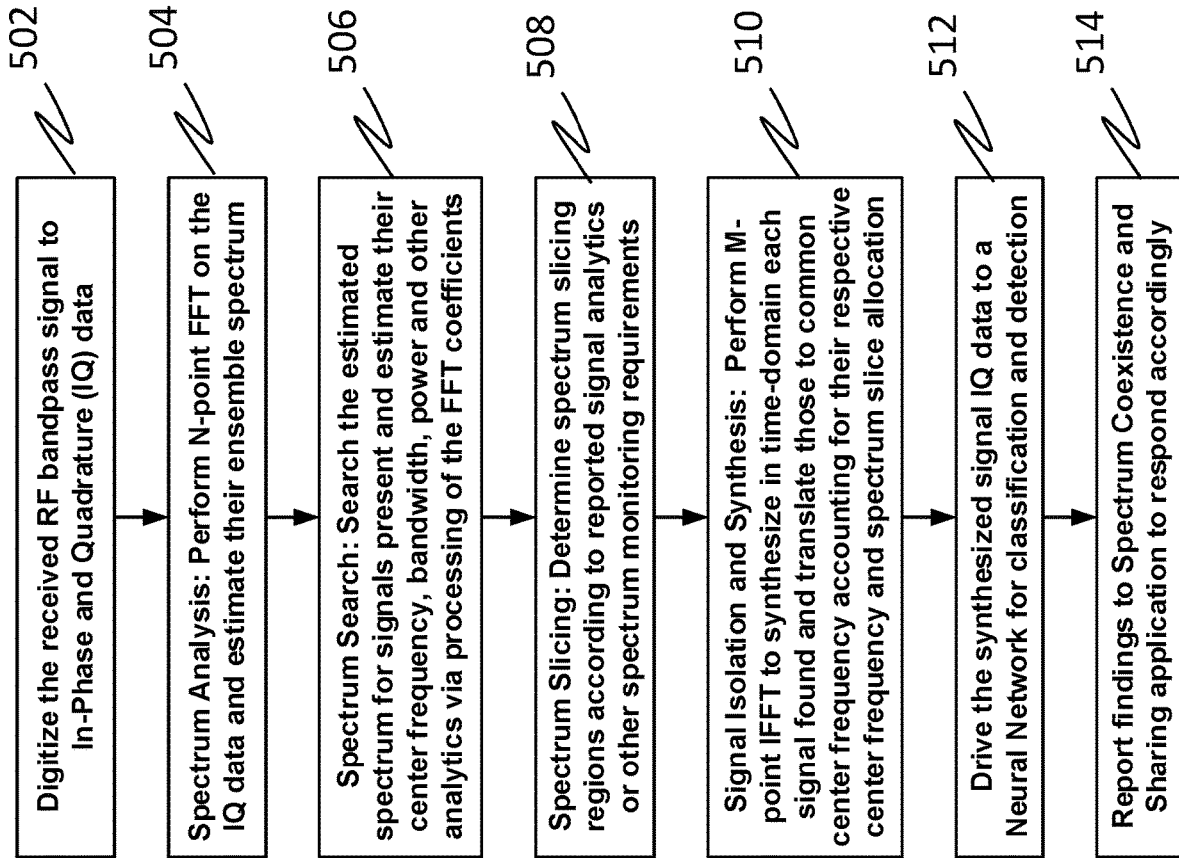 502
Digitize the received RF bandpass signal to
In-Phase and Quadrature (IQ) data
504
Spectrum Analysis: Perform N-point FFT on the
IQ data and estimate their ensemble spectrum
506
Spectrum Search: Search the estimated
spectrum for signals present and estimate their
center frequency, bandwidth, power and other
analytics via processing of the FFT coefficients
508
Spectrum Slicing: Determine spectrum slicing
regions according to reported signal analytics
or other spectrum monitoring requirements
510
Signal Isolation and Synthesis: Perform M-
point IFFT to synthesize in time-domain each
signal found and translate those to common
center frequency accounting for their respective
center frequency and spectrum slice allocation
512
Drive the synthesized signal IQ data to a
Neural Network for classification and detection
514
Report findings to Spectrum Coexistence and
Sharing application to respond accordingly